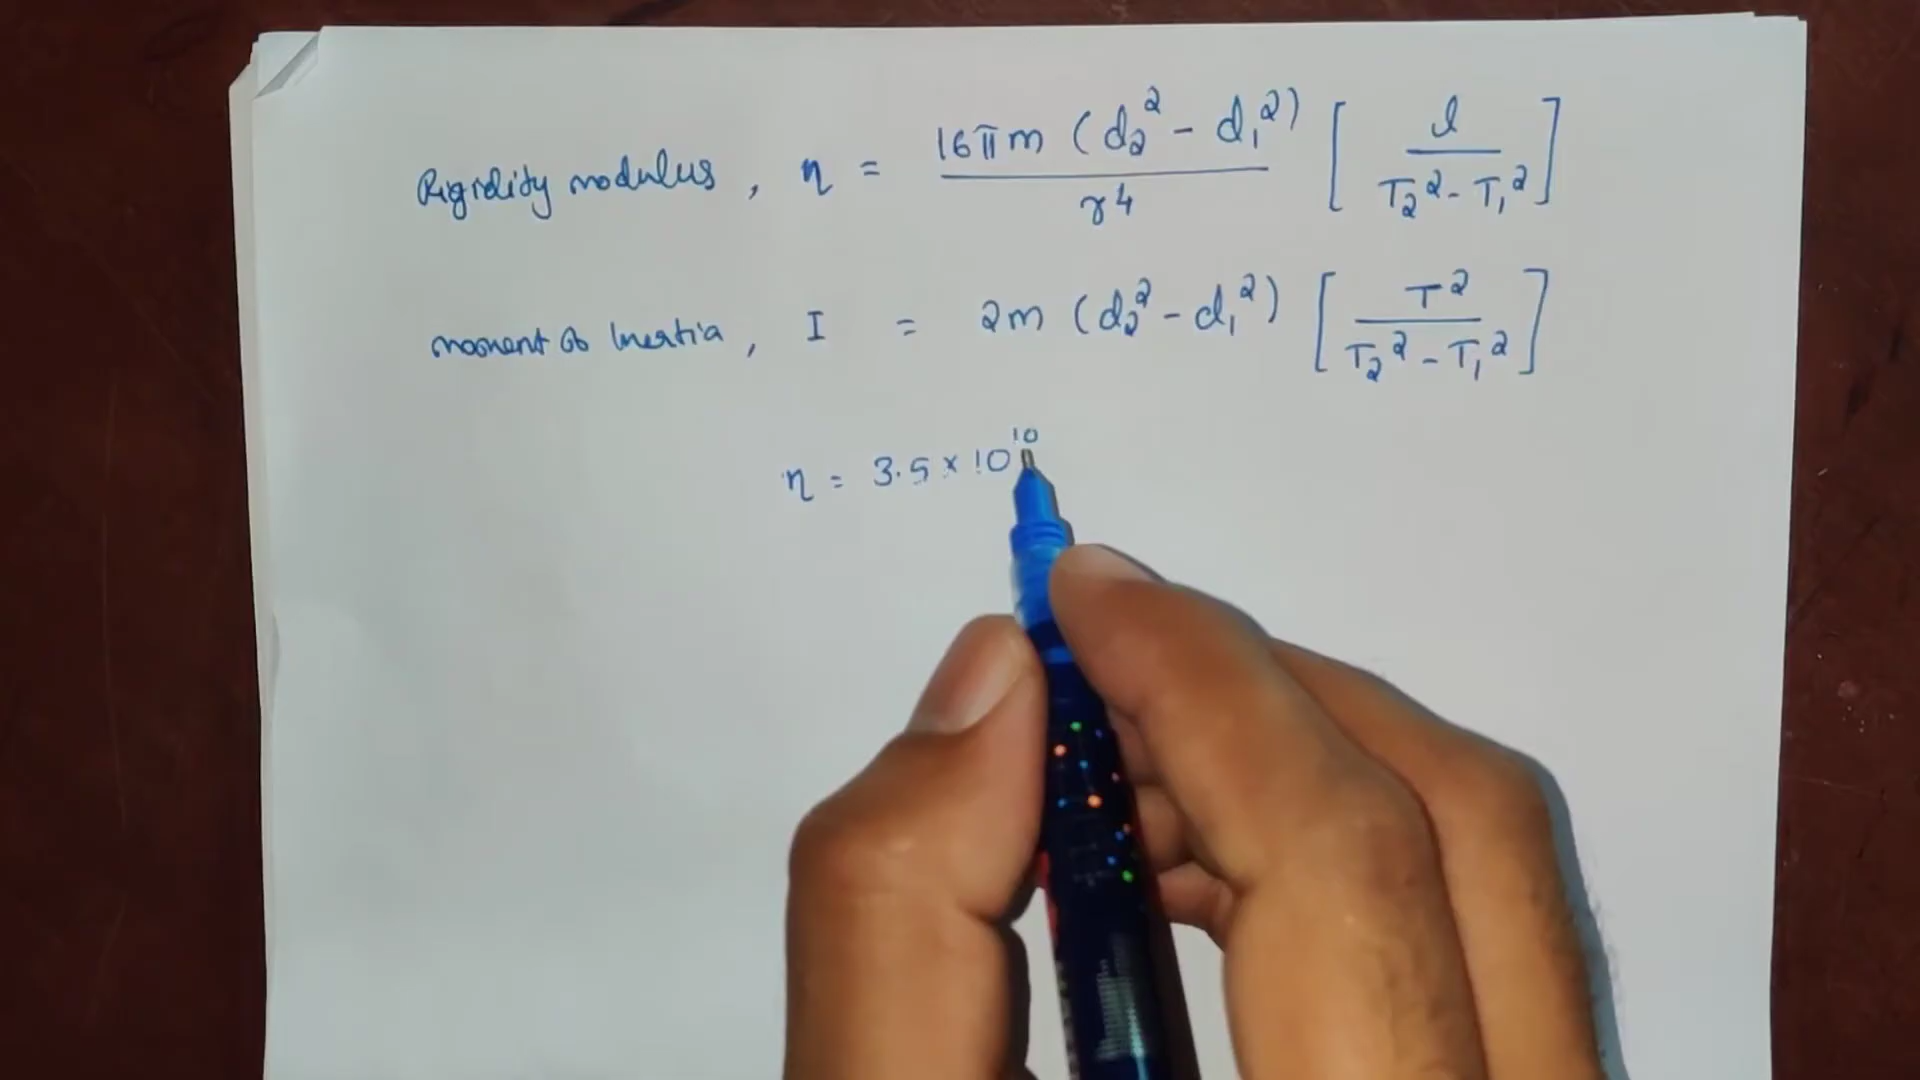 Rigidity modulus, η = 16πm (d₂² - d₁²) / r⁴ [ l / T₂² - T₁² ]
moment of Inertia, I = 2m (d₂² - d₁²) [ T² / T₂² - T₁² ]
η = 3.5 × 10¹⁰